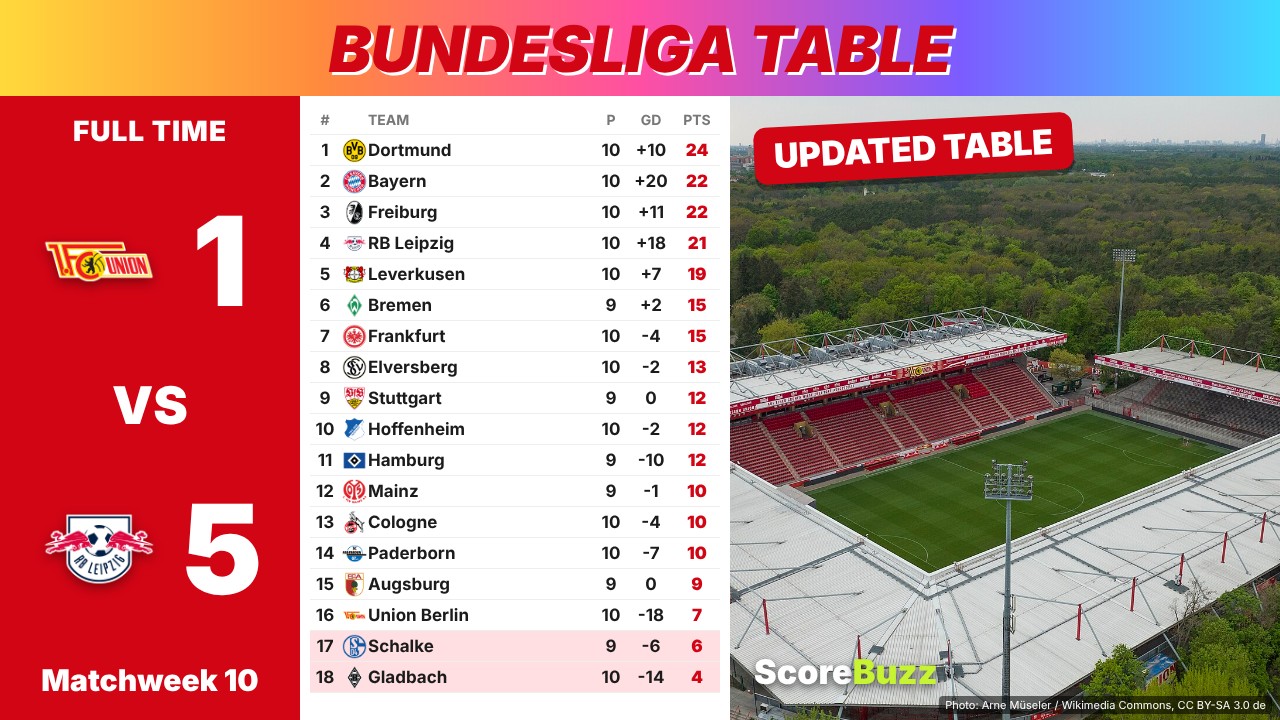 BUNDESLIGA TABLE
FULL TIME
UNION
1
VS
RB LEIPZIG
5
Matchweek 10
# TEAM P GD PTS
1 Dortmund 10 +10 24
2 Bayern 10 +20 22
3 Freiburg 10 +11 22
4 RB Leipzig 10 +18 21
5 Leverkusen 10 +7 19
6 Bremen 9 +2 15
7 Frankfurt 10 -4 15
8 Elversberg 10 -2 13
9 Stuttgart 9 0 12
10 Hoffenheim 10 -2 12
11 Hamburg 9 -10 12
12 Mainz 9 -1 10
13 Cologne 10 -4 10
14 Paderborn 10 -7 10
15 Augsburg 9 0 9
16 Union Berlin 10 -18 7
17 Schalke 9 -6 6
18 Gladbach 10 -14 4
UPDATED TABLE
ScoreBuzz
Photo: Arne Müseler / Wikimedia Commons, CC BY-SA 3.0 de